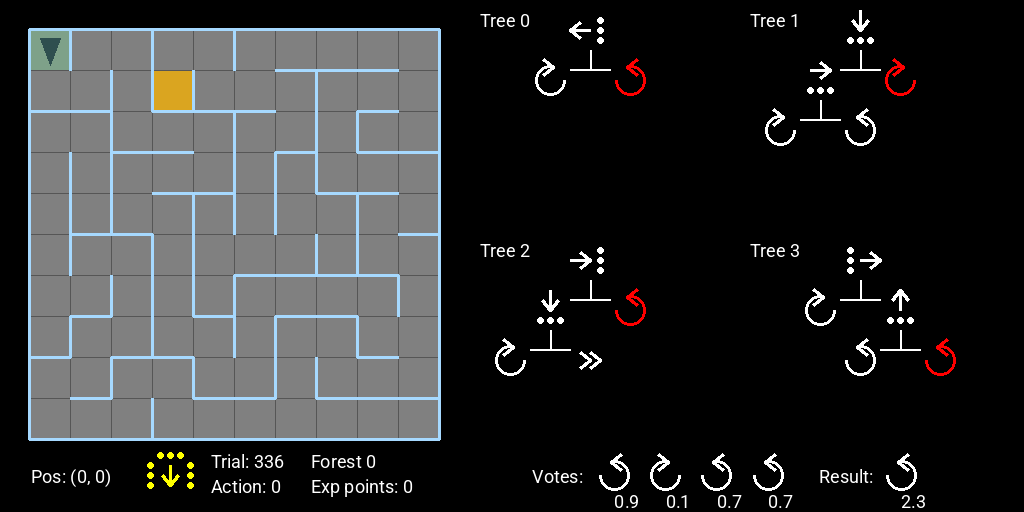 Tree 0
Tree 1
Tree 2
Tree 3
Pos: (0, 0)
Trial: 336
Forest 0
Action: 0
Exp points: 0
Votes:
0.9
0.1
0.7
0.7
Result:
2.3